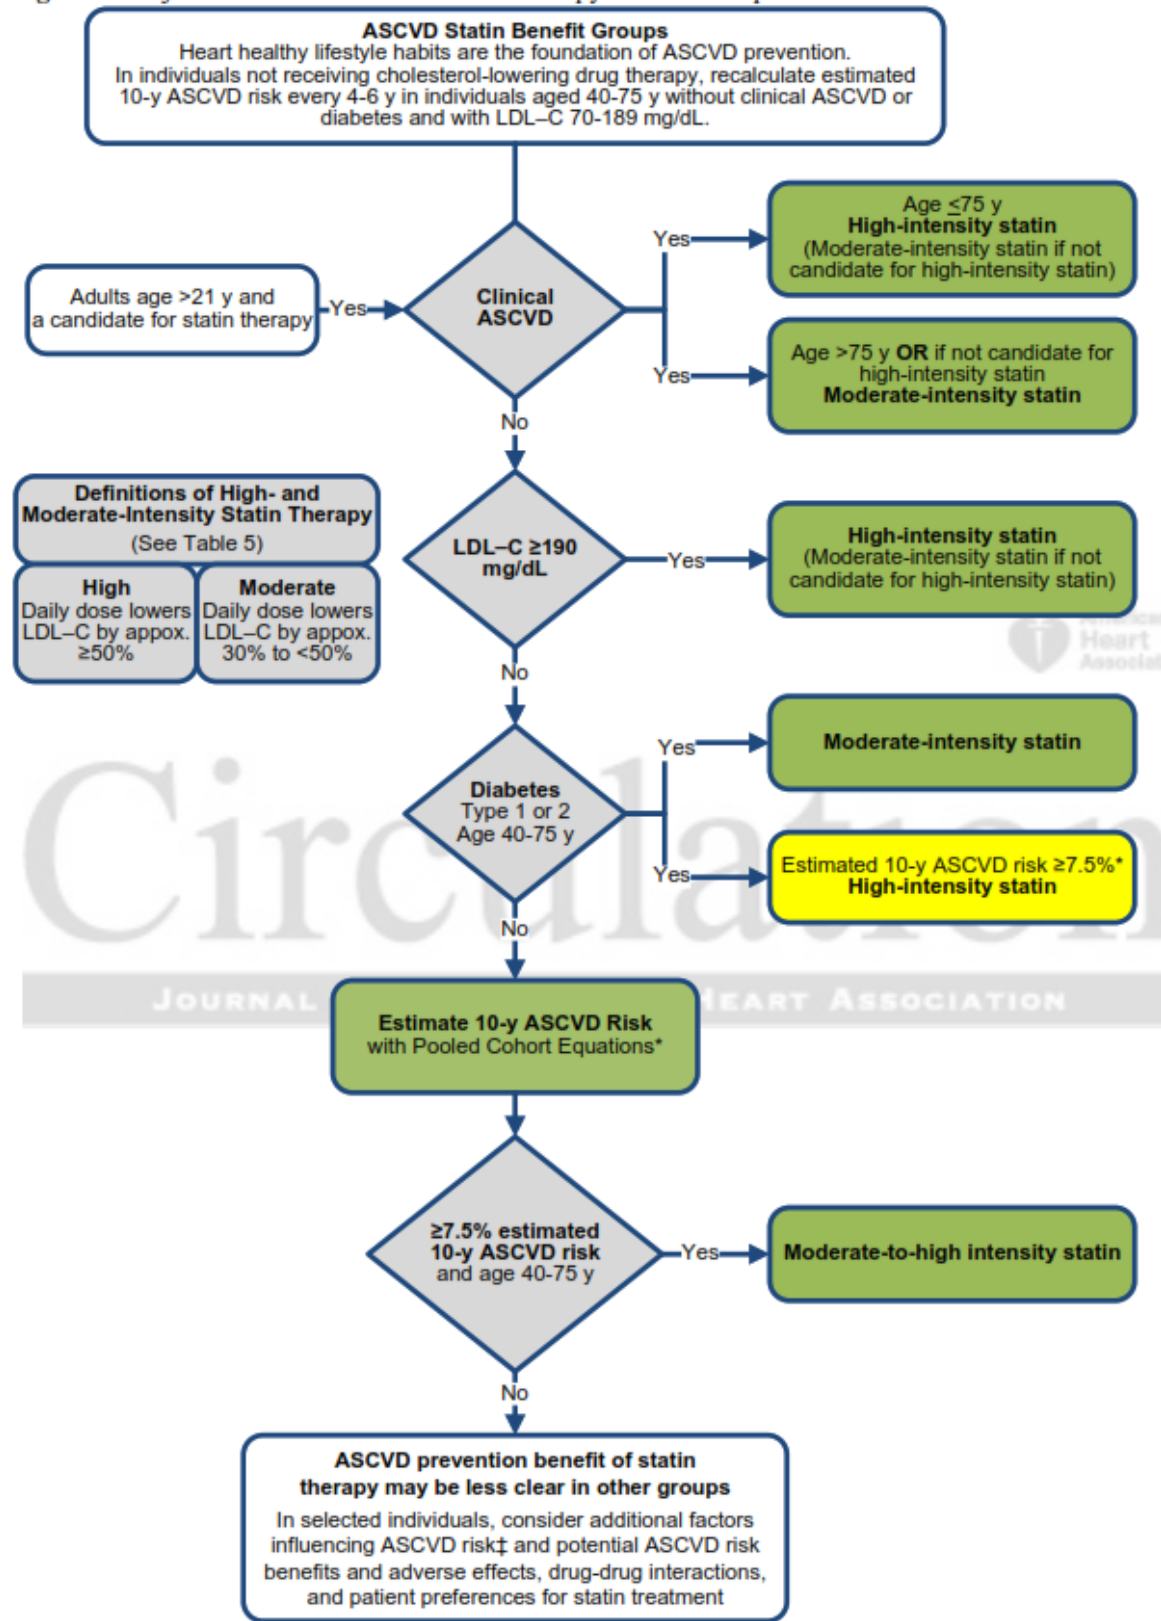 ASCVD Statin Benefit Groups
Heart healthy lifestyle habits are the foundation of ASCVD prevention.
In individuals not receiving cholesterol-lowering drug therapy, recalculate estimated
10-y ASCVD risk every 4-6 y in individuals aged 40-75 y without clinical ASCVD or
diabetes and with LDL–C 70-189 mg/dL.
Adults age >21 y and
a candidate for statin therapy
Yes
Clinical
ASCVD
Yes
Age ≤75 y
High-intensity statin
(Moderate-intensity statin if not
candidate for high-intensity statin)
Yes
Age >75 y OR if not candidate for
high-intensity statin
Moderate-intensity statin
No
Definitions of High- and
Moderate-Intensity Statin Therapy
(See Table 5)
High
Daily dose lowers
LDL–C by appox.
≥50%
Moderate
Daily dose lowers
LDL–C by appox.
30% to <50%
LDL–C ≥190
mg/dL
Yes
High-intensity statin
(Moderate-intensity statin if not
candidate for high-intensity statin)
Heart
No
Diabetes
Type 1 or 2
Age 40-75 y
Yes
Moderate-intensity statin
Yes
Estimated 10-y ASCVD risk ≥7.5%*
High-intensity statin
Circulation
JOURNAL HEART ASSOCIATION
No
Estimate 10-y ASCVD Risk
with Pooled Cohort Equations*
≥7.5% estimated
10-y ASCVD risk
and age 40-75 y
Yes
Moderate-to-high intensity statin
No
ASCVD prevention benefit of statin
therapy may be less clear in other groups
In selected individuals, consider additional factors
influencing ASCVD risk‡ and potential ASCVD risk
benefits and adverse effects, drug-drug interactions,
and patient preferences for statin treatment